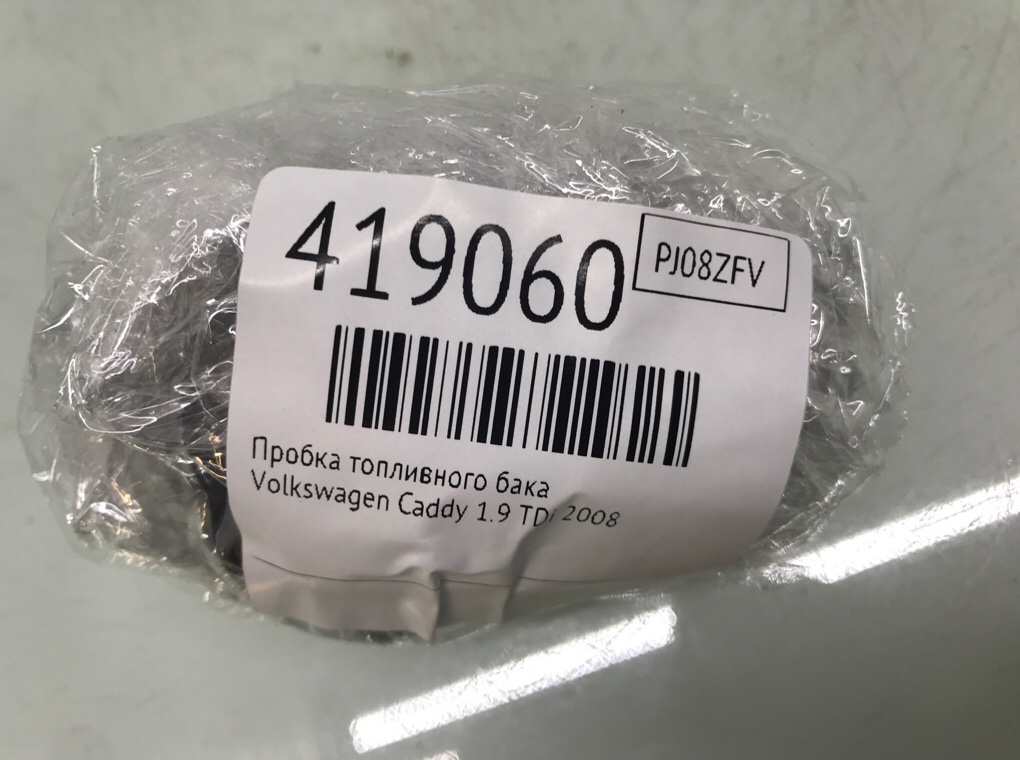 419060
PJ08ZFV
Пробка топливного бака
Volkswagen Caddy 1.9 TDi 2008